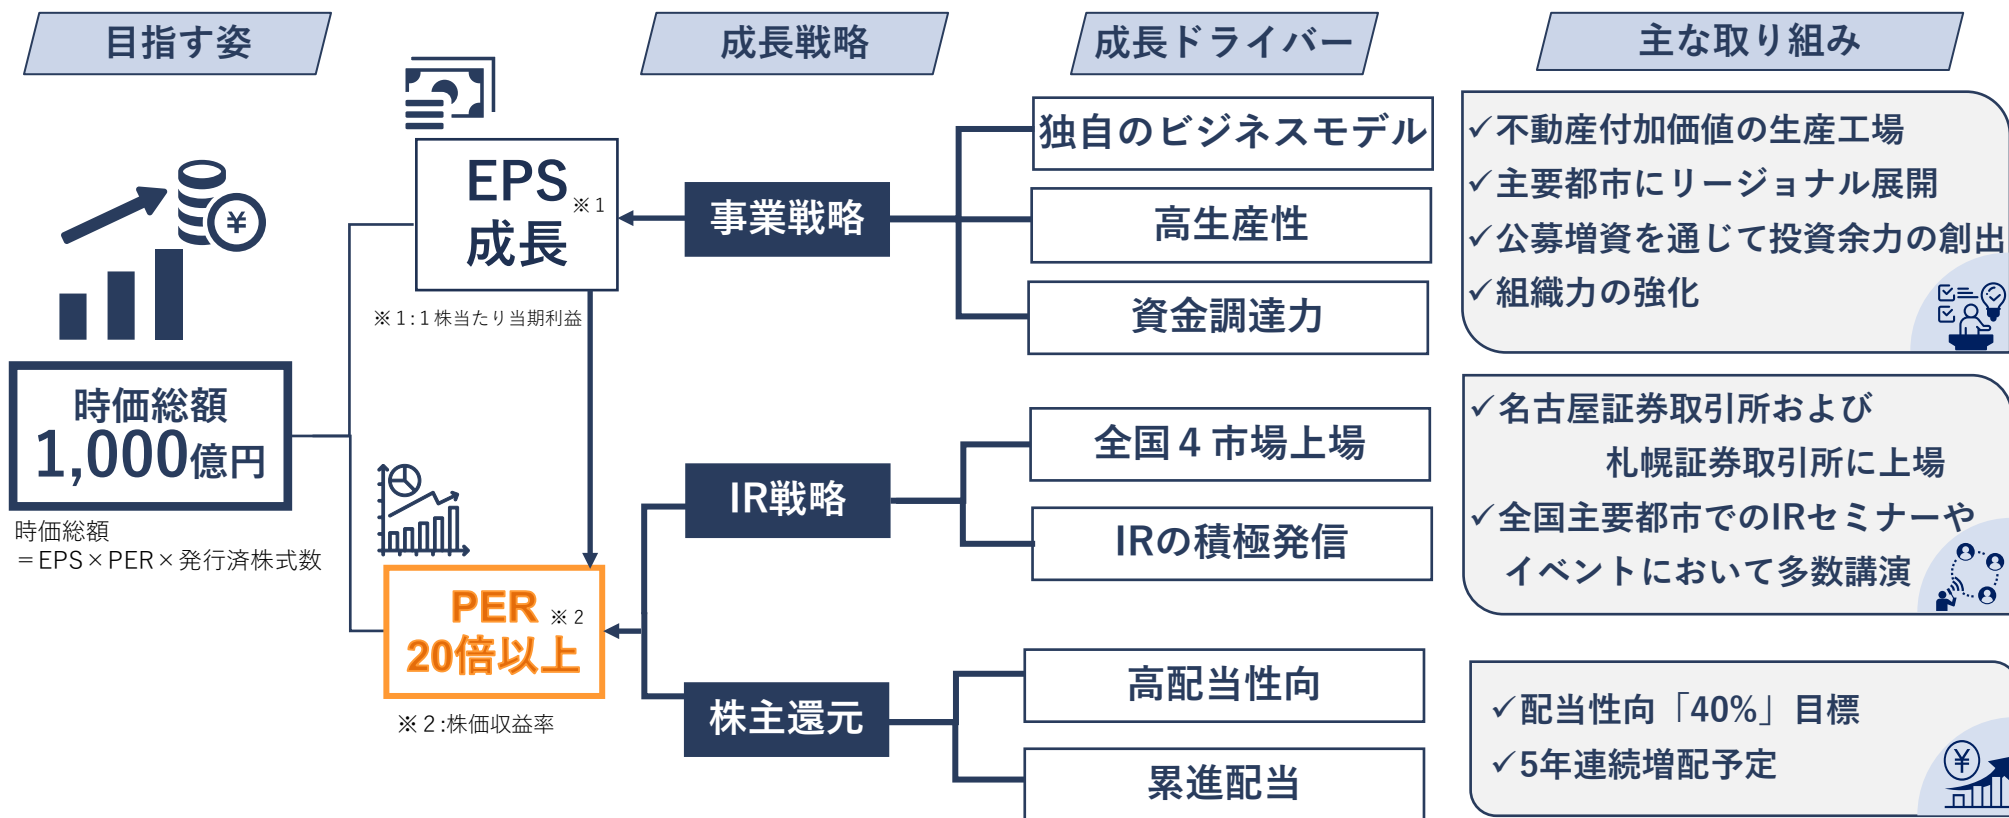 目指す姿
成長戦略
成長ドライバー
主な取り組み
EPS※1
成長
※1:1株当たり当期利益
時価総額
1,000億円
時価総額
＝EPS×PER×発行済株式数
PER※2
20倍以上
※2:株価収益率
事業戦略
IR戦略
株主還元
独自のビジネスモデル
高生産性
資金調達力
全国4市場上場
IRの積極発信
高配当性向
累進配当
✓不動産付加価値の生産工場
✓主要都市にリージョナル展開
✓公募増資を通じて投資余力の創出
✓組織力の強化
✓名古屋証券取引所および
札幌証券取引所に上場
✓全国主要都市でのIRセミナーや
イベントにおいて多数講演
✓配当性向「40%」目標
✓5年連続増配予定